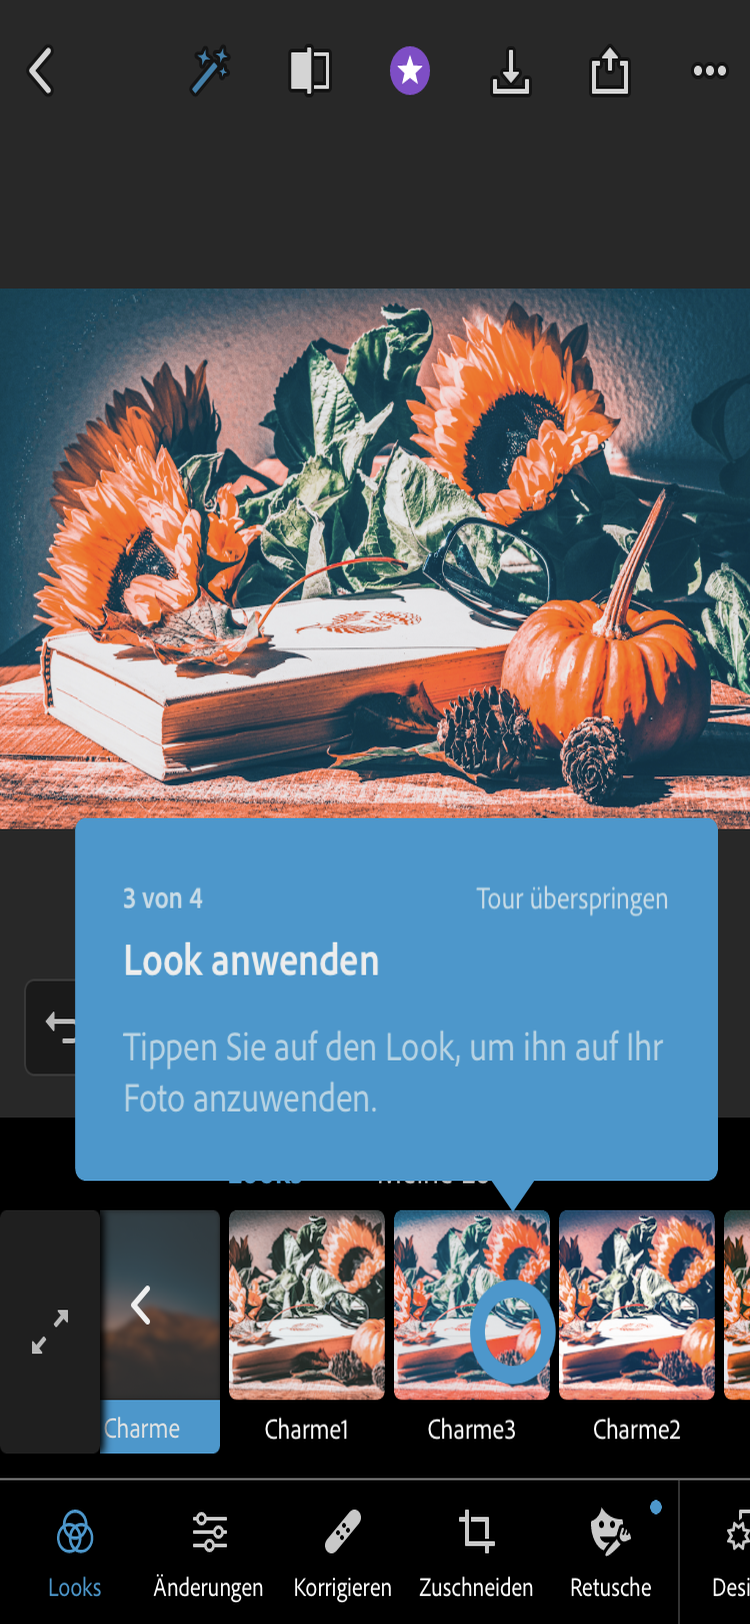 3 von 4
Tour überspringen
Look anwenden
Tippen Sie auf den Look, um ihn auf Ihr
Foto anzuwenden.
Looks
Charme
Charme1
Charme3
Charme2
Looks
Änderungen
Korrigieren
Zuschneiden
Retusche
Desi